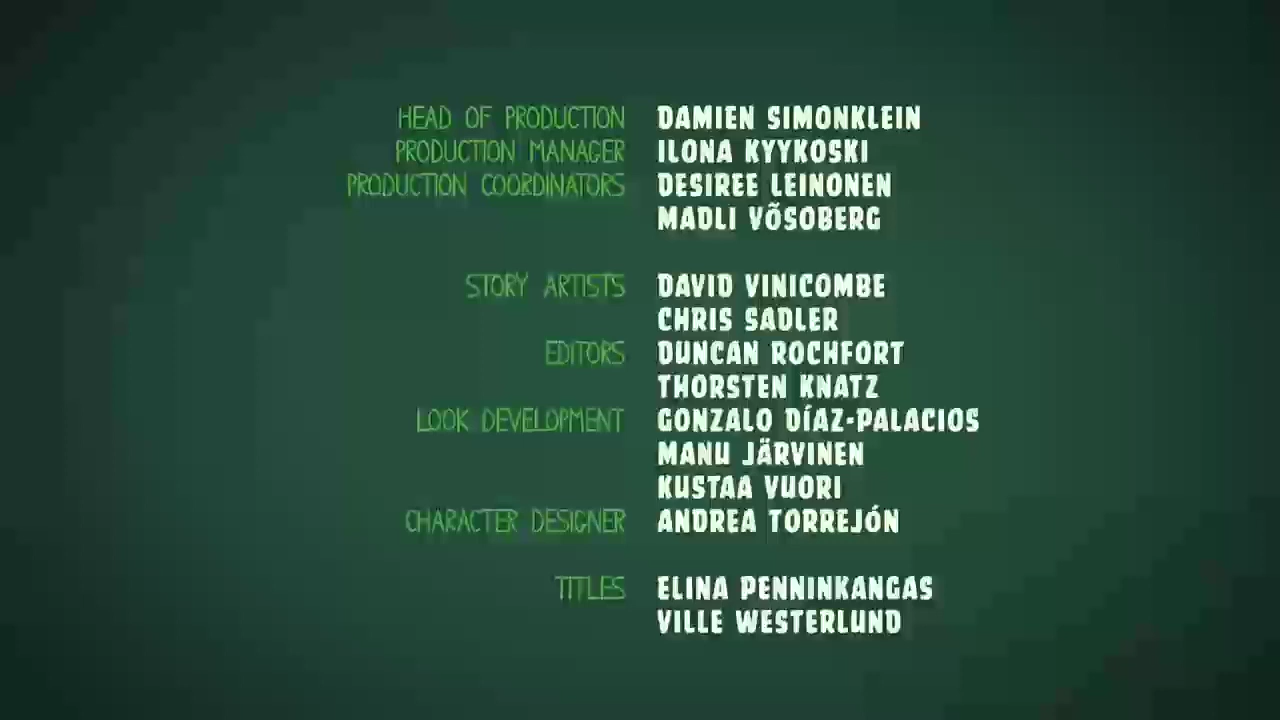 HEAD OF PRODUCTION DAMIEN SIMONKLEIN
PRODUCTION MANAGER ILONA KYYKOSKI
PRODUCTION COORDINATORS DESIREE LEINONEN
MADLI VÕSOBERG
STORY ARTISTS DAVID VINICOMBE
CHRIS SADLER
EDITORS DUNCAN ROCHFORT
THORSTEN KNATZ
LOOK DEVELOPMENT GONZALO DÍAZ-PALACIOS
MANU JÄRVINEN
KUSTAA VUORI
CHARACTER DESIGNER ANDREA TORREJÓN
TITLES ELINA PENNINKANGAS
VILLE WESTERLUND